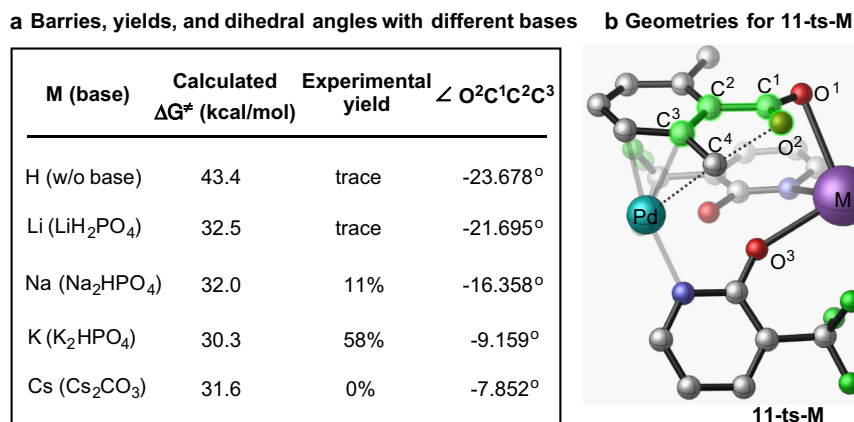 a Barries, yields, and dihedral angles with different bases
b Geometries for 11-ts-M
M (base) Calculated ΔG≠ (kcal/mol) Experimental yield ∠ O²C¹C²C³
H (w/o base) 43.4 trace -23.678°
Li (LiH₂PO₄) 32.5 trace -21.695°
Na (Na₂HPO₄) 32.0 11% -16.358°
K (K₂HPO₄) 30.3 58% -9.159°
Cs (Cs₂CO₃) 31.6 0% -7.852°
C² C¹ O¹
C³ C⁴ O²
Pd M
O³
11-ts-M